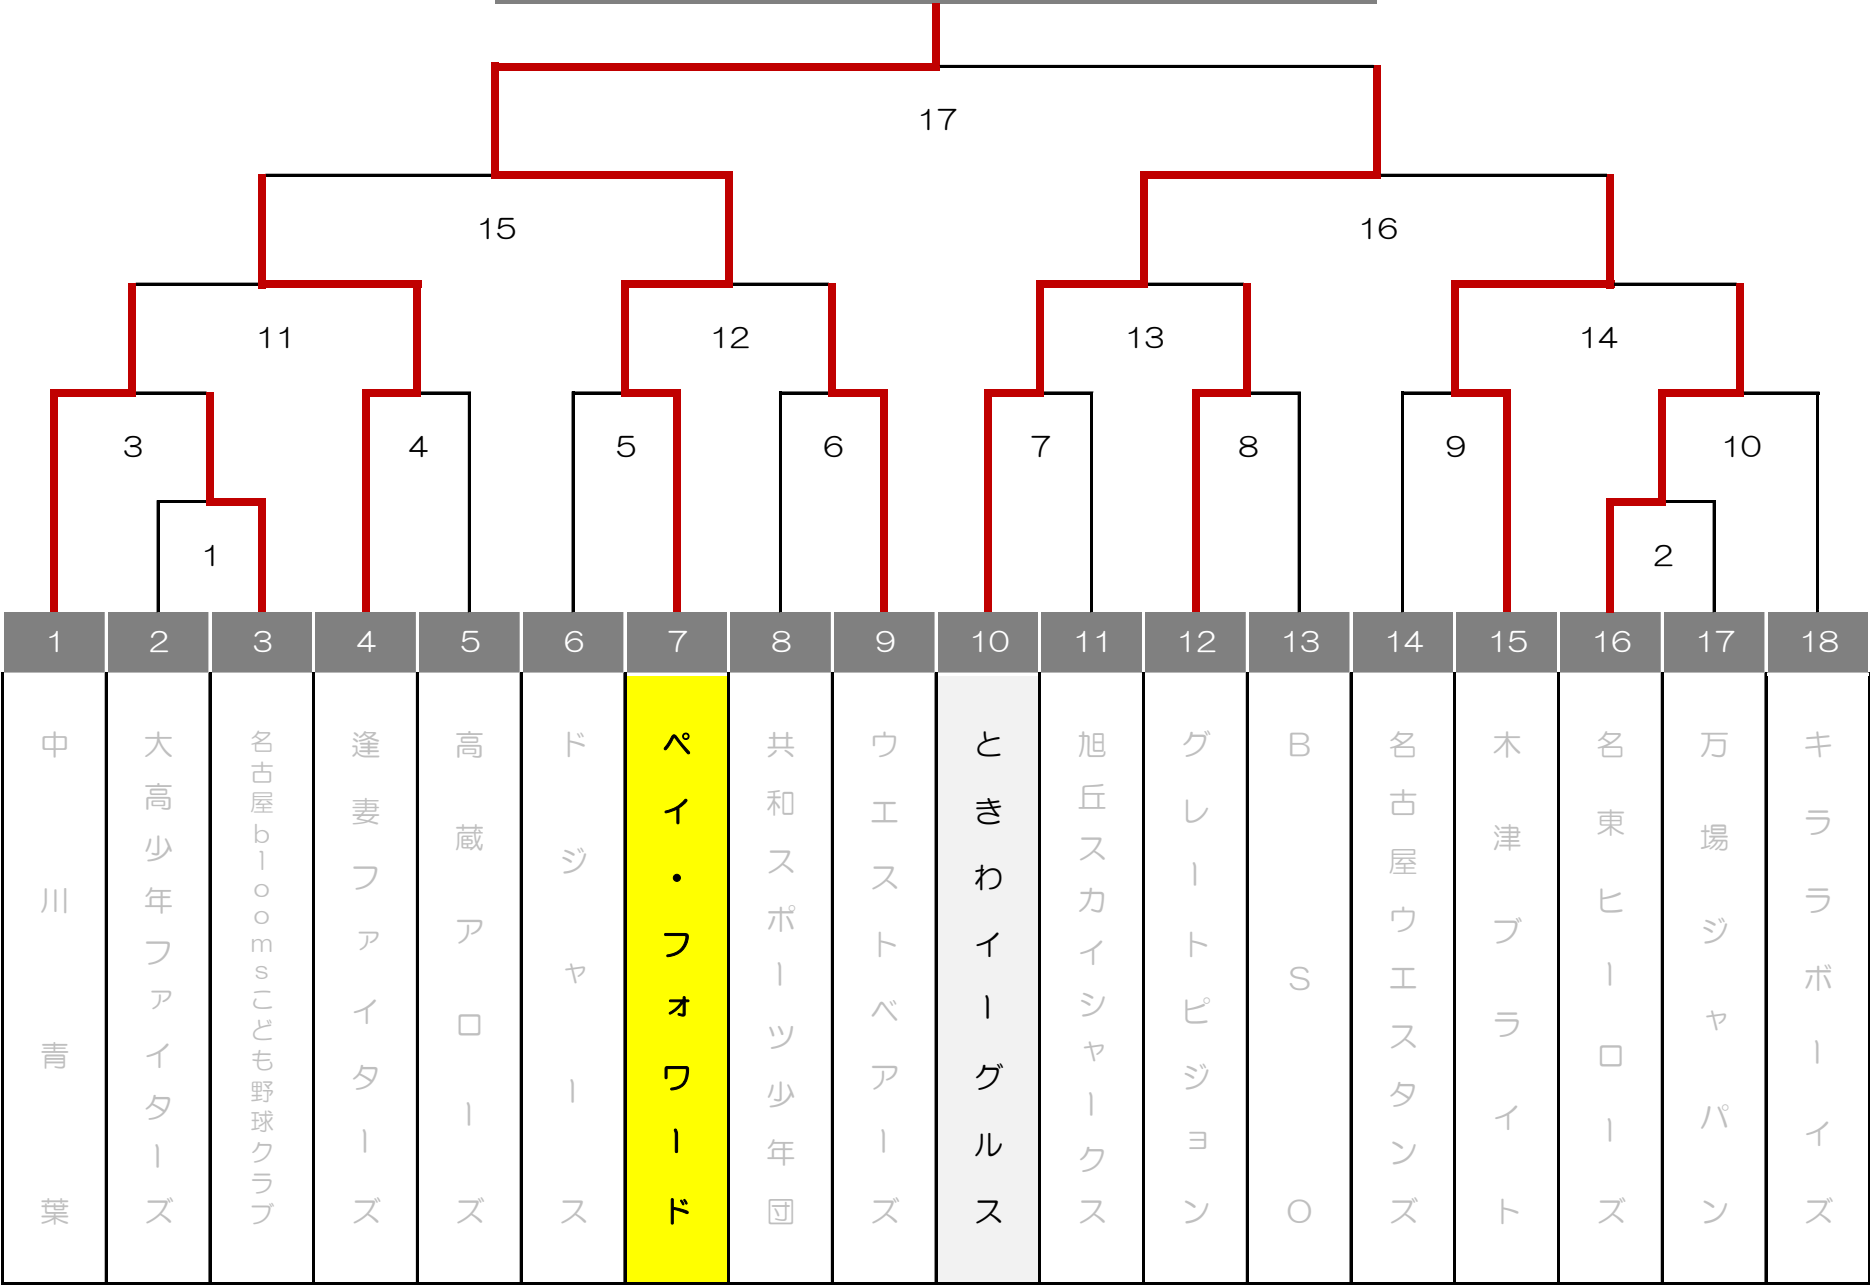 17
15 16
11 12 13 14
3 4 5 6 7 8 9 10
1 2
1 2 3 4 5 6 7 8 9 10 11 12 13 14 15 16 17 18
中川青葉
大高少年ファイターズ
名古屋bloomsこども野球クラブ
逢妻ファイターズ
高蔵アローズ
ドジャース
ペイ・フォワード
共和スポーツ少年団
ウエストベアーズ
ときわイーグルス
旭丘スカイシャークス
グレートピジョン
BSO
名古屋ウエスタンズ
木津ブライト
名東ヒーローズ
万場ジャパン
キララボーイズ